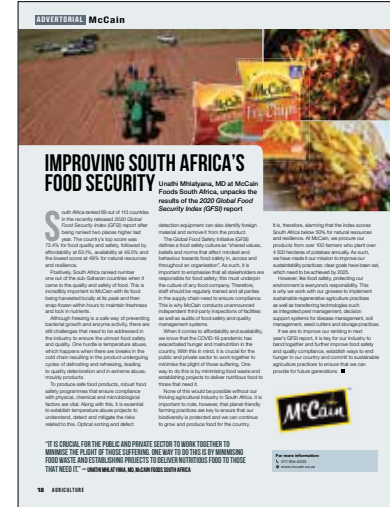 ADVERTORIAL McCain
McCain
McCain
IMPROVING SOUTH AFRICA'S
FOOD SECURITY
Unathi Mhlatyana, MD at McCain
Foods South Africa, unpacks the
results of the 2020 Global Food
Security Index (GFSI) report
South Africa ranked 69 out of 113 countries
in the recently released 2020 Global
Food Security Index (GFSI) report after
being ranked two places higher last
year. The country's top score was
72.4% for food quality and safety, followed by
affordability at 63.1%, availability at 49.5% and
the lowest score at 49% for natural resources
and resilience.
Positively, South Africa ranked number
one out of the sub-Saharan countries when it
came to the quality and safety of food. This is
incredibly important to McCain with its food
being harvested locally at its peak and then
snap-frozen within hours to maintain freshness
and lock in nutrients.
Although freezing is a safe way of preventing
bacterial growth and enzyme activity, there are
still challenges that need to be addressed in
the industry to ensure the utmost food safety
and quality. One hurdle is temperature abuse,
which happens when there are breaks in the
cold chain resulting in the product undergoing
cycles of defrosting and refreezing, leading
to quality deterioration and in extreme abuse,
mouldy products.
To produce safe food products, robust food
safety programmes that ensure compliance
with physical, chemical and microbiological
factors are vital. Along with this, it is essential
to establish temperature abuse projects to
understand, detect and mitigate the risks
related to this. Optical sorting and defect
detection equipment can also identify foreign
material and remove it from the product.
The Global Food Safety Initiative (GFSI)
defines a food safety culture as "shared values,
beliefs and norms that affect mindset and
behaviour towards food safety in, across and
throughout an organisation". As such, it is
important to emphasise that all stakeholders are
responsible for food safety; this must underpin
the culture of any food company. Therefore,
staff should be regularly trained and all parties
in the supply chain need to ensure compliance.
This is why McCain conducts unannounced
independent third-party inspections of facilities
as well as audits of food safety and quality
management systems.
When it comes to affordability and availability,
we know that the COVID-19 pandemic has
exacerbated hunger and malnutrition in the
country. With this in mind, it is crucial for the
public and private sector to work together to
minimise the plight of those suffering. One
way to do this is by minimising food waste and
establishing projects to deliver nutritious food to
those that need it.
None of this would be possible without our
thriving agricultural industry in South Africa. It is
important to note, however, that planet-friendly
farming practices are key to ensure that our
biodiversity is protected and we can continue
to grow and produce food for the country.
It is, therefore, alarming that the index scores
South Africa below 50% for natural resources
and resilience. At McCain, we procure our
products from over 100 farmers who plant over
4 500 hectares of potatoes annually. As such,
we have made it our mission to improve our
sustainability practices; clear goals have been set,
which need to be achieved by 2025.
However, like food safety, protecting our
environment is everyone's responsibility. This
is why we work with our growers to implement
sustainable regenerative agriculture practices
as well as transferring technologies such
as integrated pest management, decision
support systems for disease management, soil
management, seed cutters and storage practices.
If we are to improve our ranking in next
year's GFSI report, it is key for our industry to
band together and further improve food safety
and quality compliance, establish ways to end
hunger in our country and commit to sustainable
agriculture practices to ensure that we can
provide for future generations.
McCain
"IT IS CRUCIAL FOR THE PUBLIC AND PRIVATE SECTOR TO WORK TOGETHER TO
MINIMISE THE PLIGHT OF THOSE SUFFERING. ONE WAY TO DO THIS IS BY MINIMISING
FOOD WASTE AND ESTABLISHING PROJECTS TO DELIVER NUTRITIOUS FOOD TO THOSE
THAT NEED IT." — UNATHI MHLATYANA, MD, McCAIN FOODS SOUTH AFRICA
For more information:
www.mccain.co.za
18 AGRICULTURE